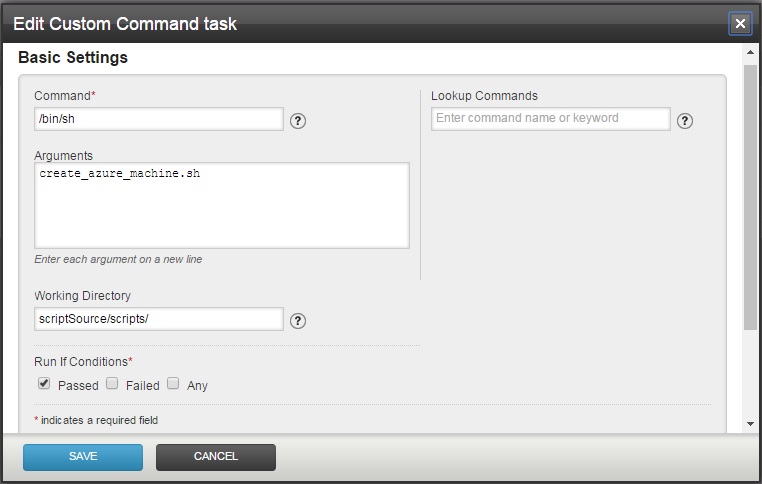 Edit Custom Command task
Basic Settings
Command*
/bin/sh
?
Lookup Commands
Enter command name or keyword
?
Arguments
create_azure_machine.sh
Enter each argument on a new line
Working Directory
scriptSource/scripts/
?
Run If Conditions*
Passed Failed Any
* indicates a required field
SAVE CANCEL